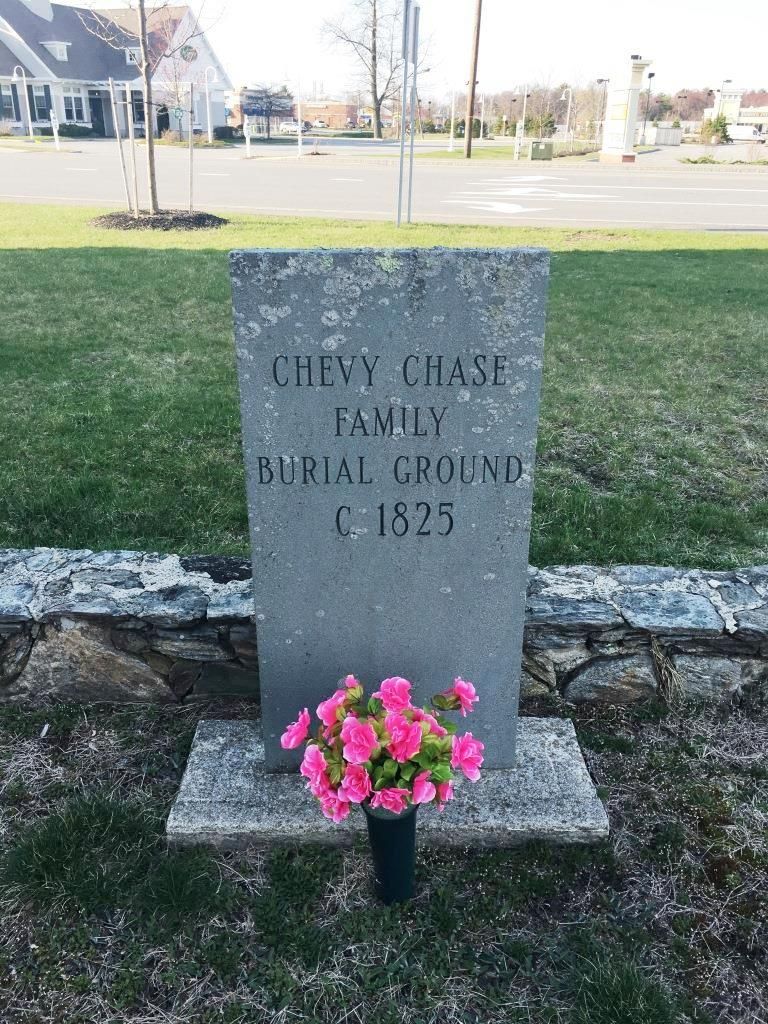 CHEVY CHASE
FAMILY
BURIAL GROUND
C 1825